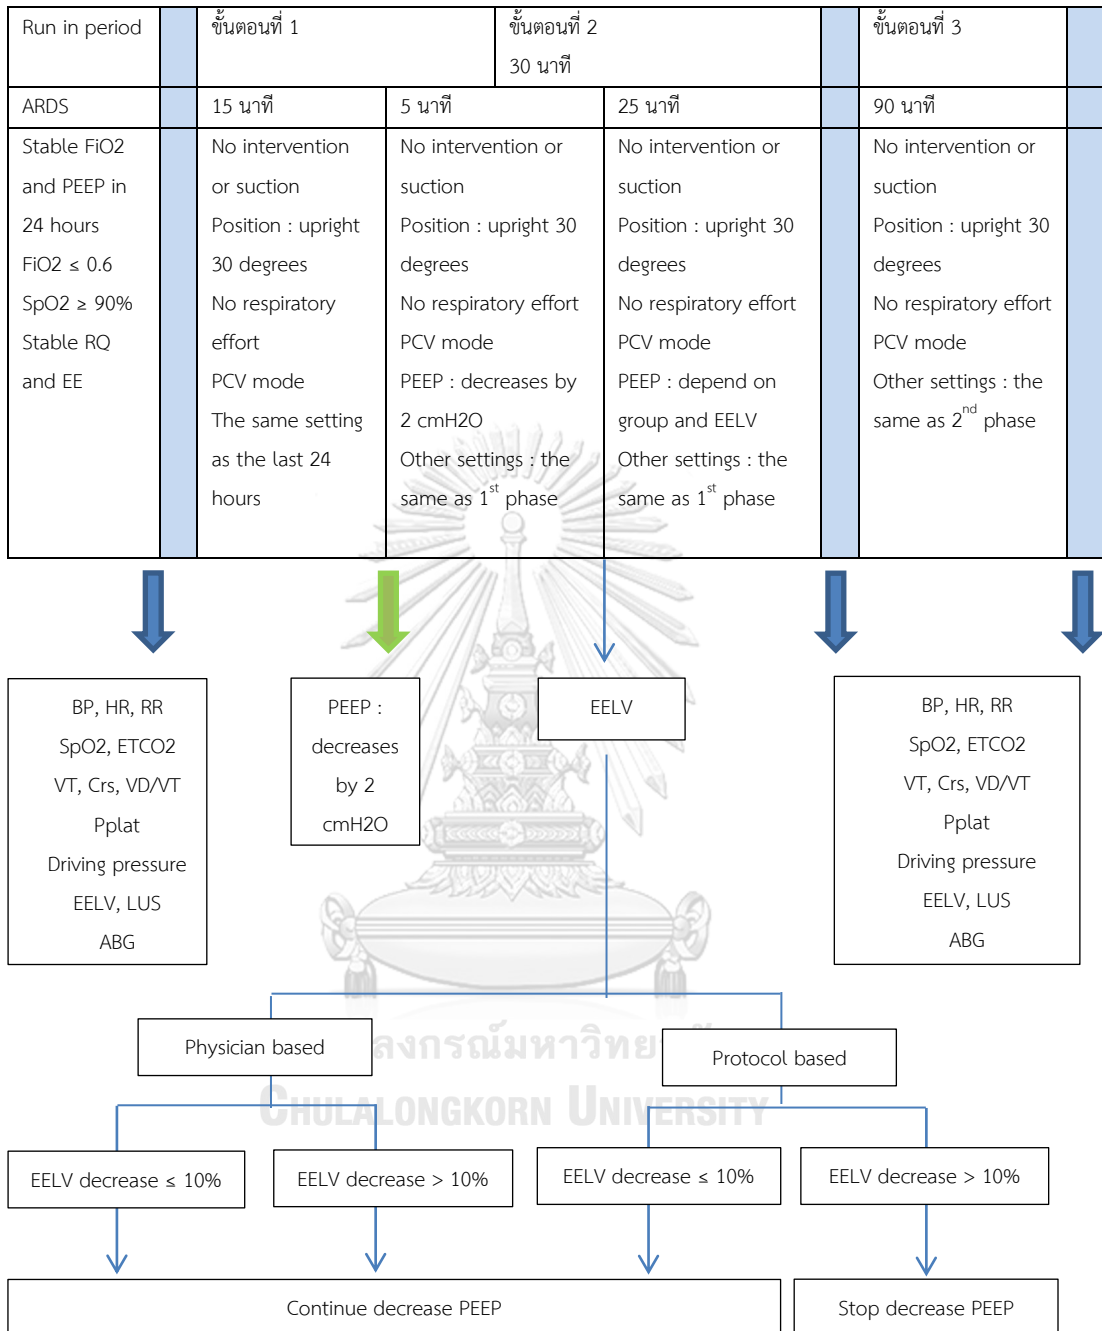 Run in period
ขั้นตอนที่ 1
ขั้นตอนที่ 2
30 นาที
ขั้นตอนที่ 3
ARDS
15 นาที
5 นาที
25 นาที
90 นาที
Stable FiO2
and PEEP in
24 hours
FiO2 ≤ 0.6
SpO2 ≥ 90%
Stable RQ
and EE
No intervention
or suction
Position : upright
30 degrees
No respiratory
effort
PCV mode
The same setting
as the last 24
hours
No intervention or
suction
Position : upright 30
degrees
No respiratory effort
PCV mode
PEEP : decreases by
2 cmH2O
Other settings : the
same as 1st phase
No intervention or
suction
Position : upright 30
degrees
No respiratory effort
PCV mode
PEEP : depend on
group and EELV
Other settings : the
same as 1st phase
No intervention or
suction
Position : upright 30
degrees
No respiratory effort
PCV mode
Other settings : the
same as 2nd phase
BP, HR, RR
SpO2, ETCO2
VT, Crs, VD/VT
Pplat
Driving pressure
EELV, LUS
ABG
PEEP :
decreases
by 2
cmH2O
EELV
BP, HR, RR
SpO2, ETCO2
VT, Crs, VD/VT
Pplat
Driving pressure
EELV, LUS
ABG
Physician based
Protocol based
CHULALONGKORN UNIVERSITY
EELV decrease ≤ 10%
EELV decrease > 10%
EELV decrease ≤ 10%
EELV decrease > 10%
Continue decrease PEEP
Stop decrease PEEP